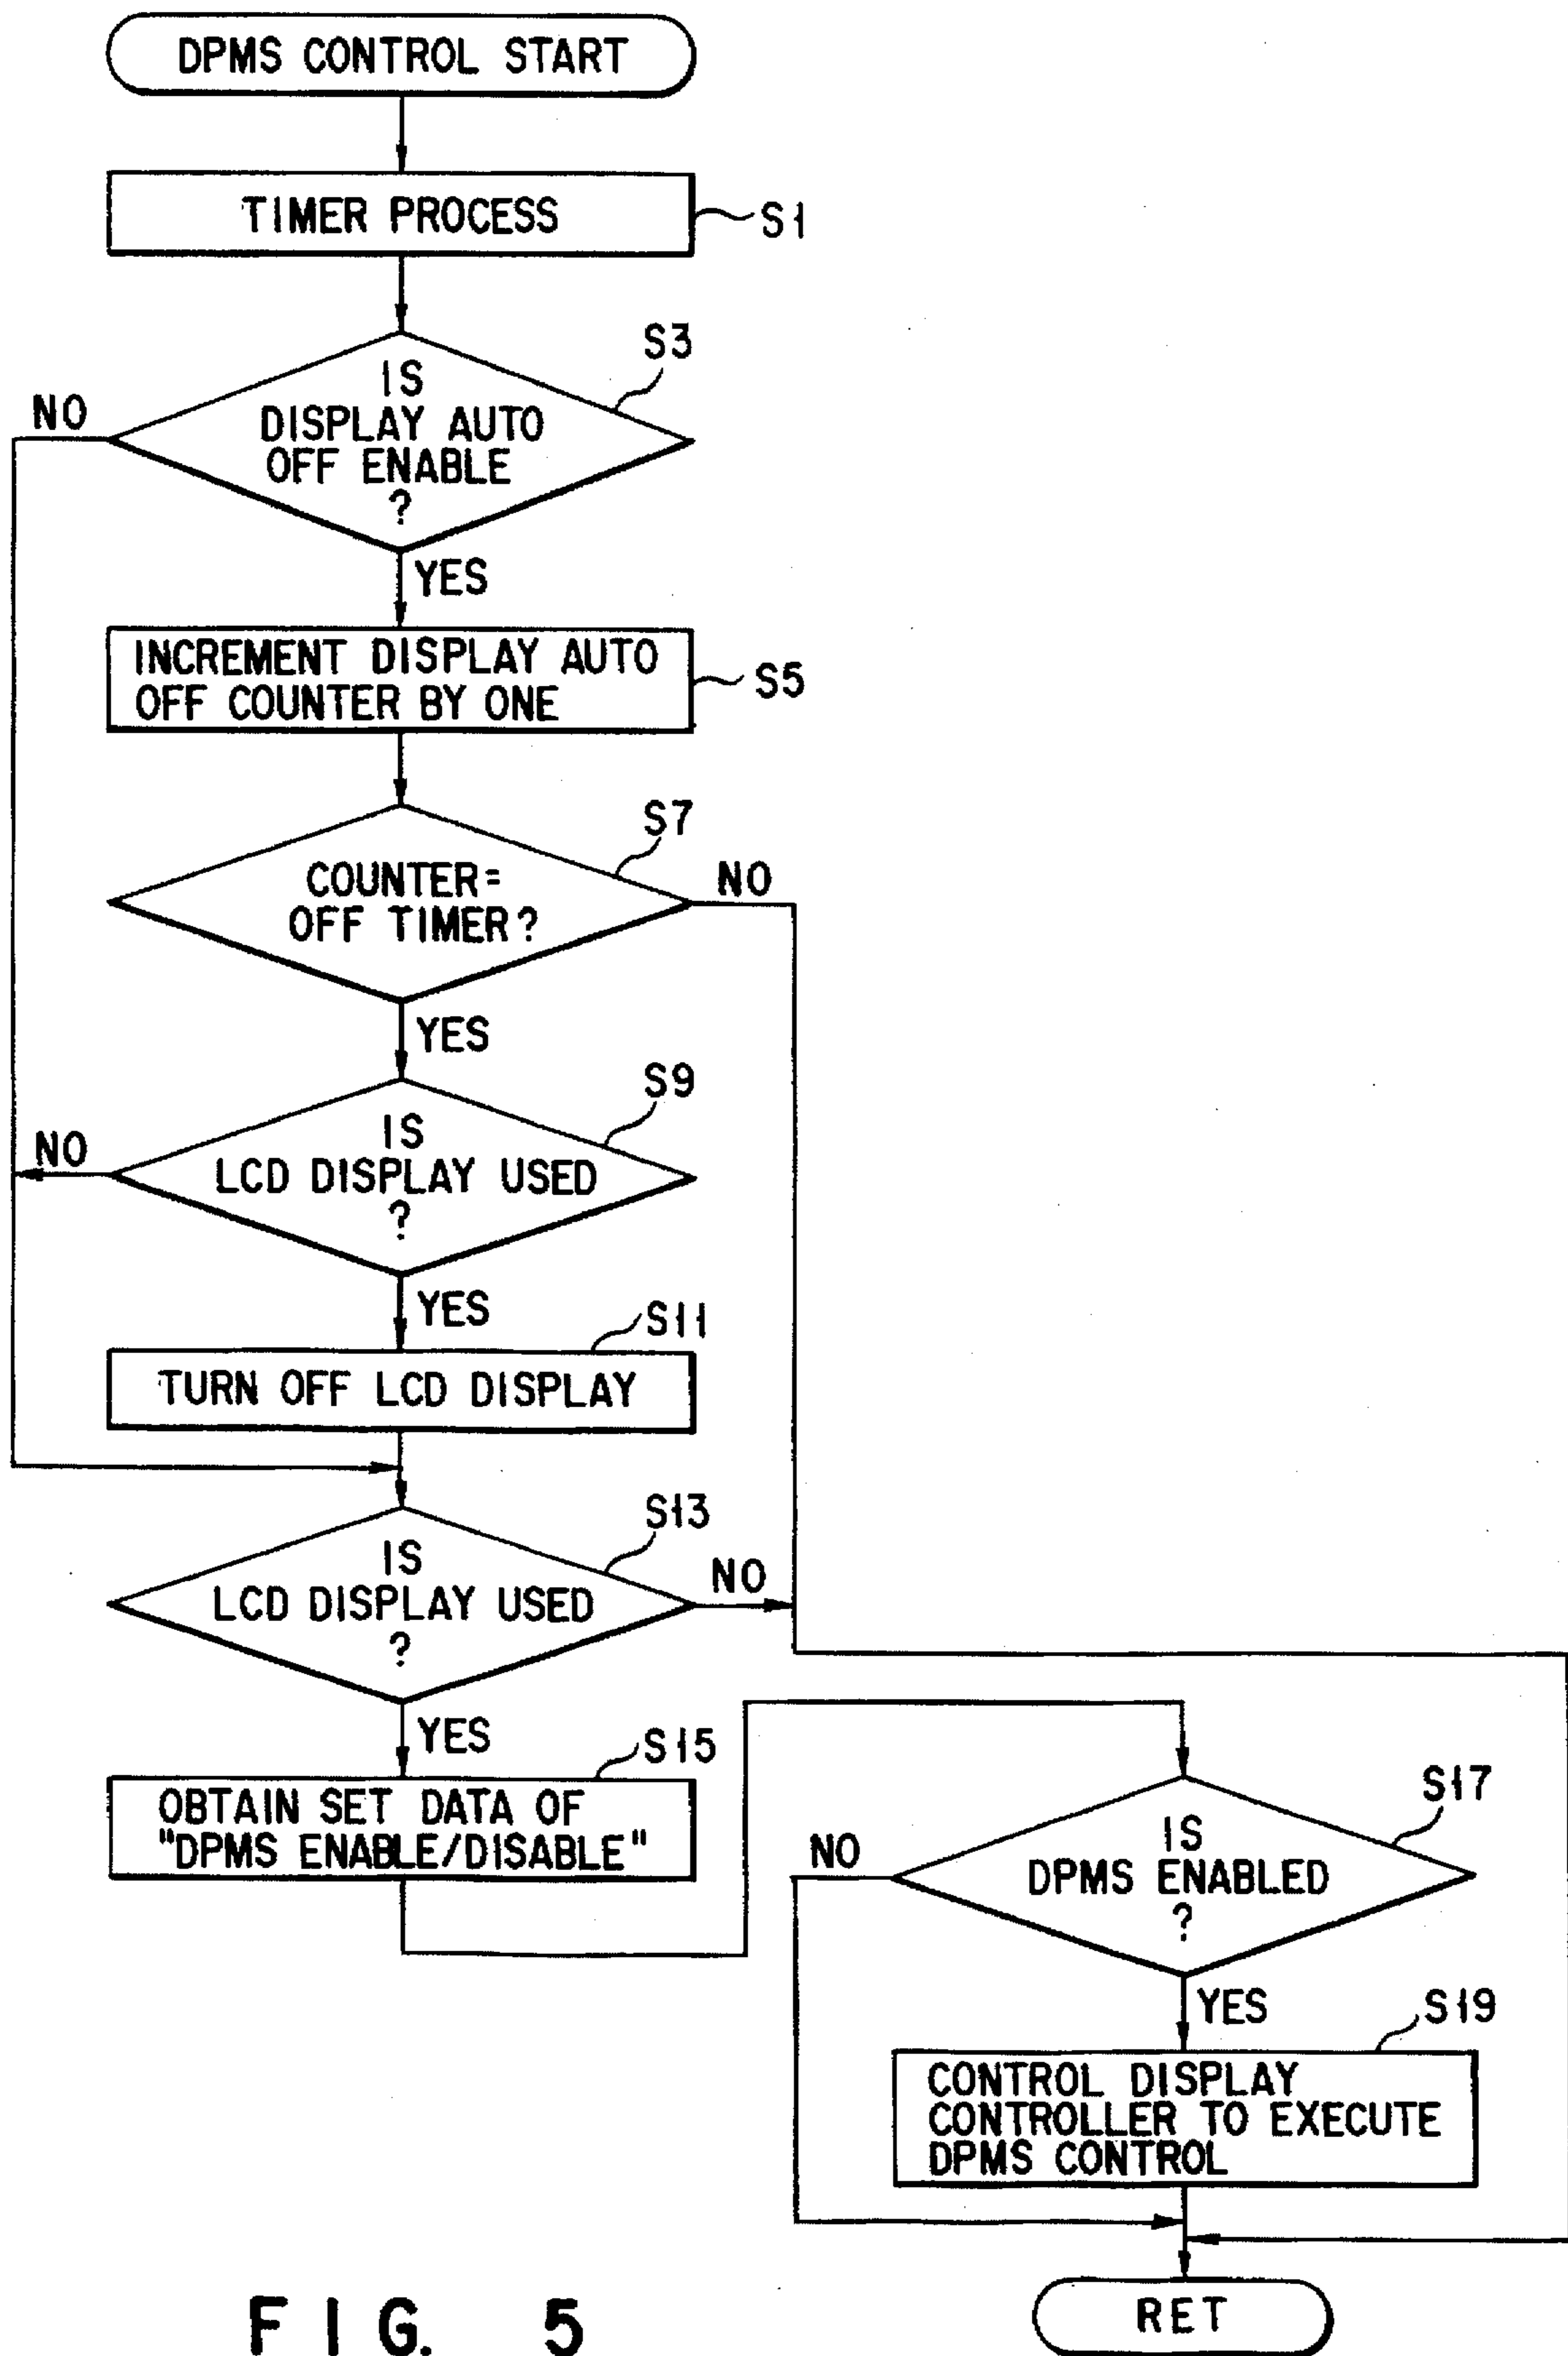 DPMS CONTROL START
TIMER PROCESS
S1
S3
IS
DISPLAY AUTO
OFF ENABLE
?
NO
YES
INCREMENT DISPLAY AUTO
OFF COUNTER BY ONE
S5
S7
COUNTER=
OFF TIMER?
NO
YES
S9
IS
LCD DISPLAY USED
?
NO
YES
S11
TURN OFF LCD DISPLAY
S13
IS
LCD DISPLAY USED
?
NO
YES
S15
OBTAIN SET DATA OF
"DPMS ENABLE/DISABLE"
S17
IS
DPMS ENABLED
?
NO
YES
S19
CONTROL DISPLAY
CONTROLLER TO EXECUTE
DPMS CONTROL
RET
FIG. 5